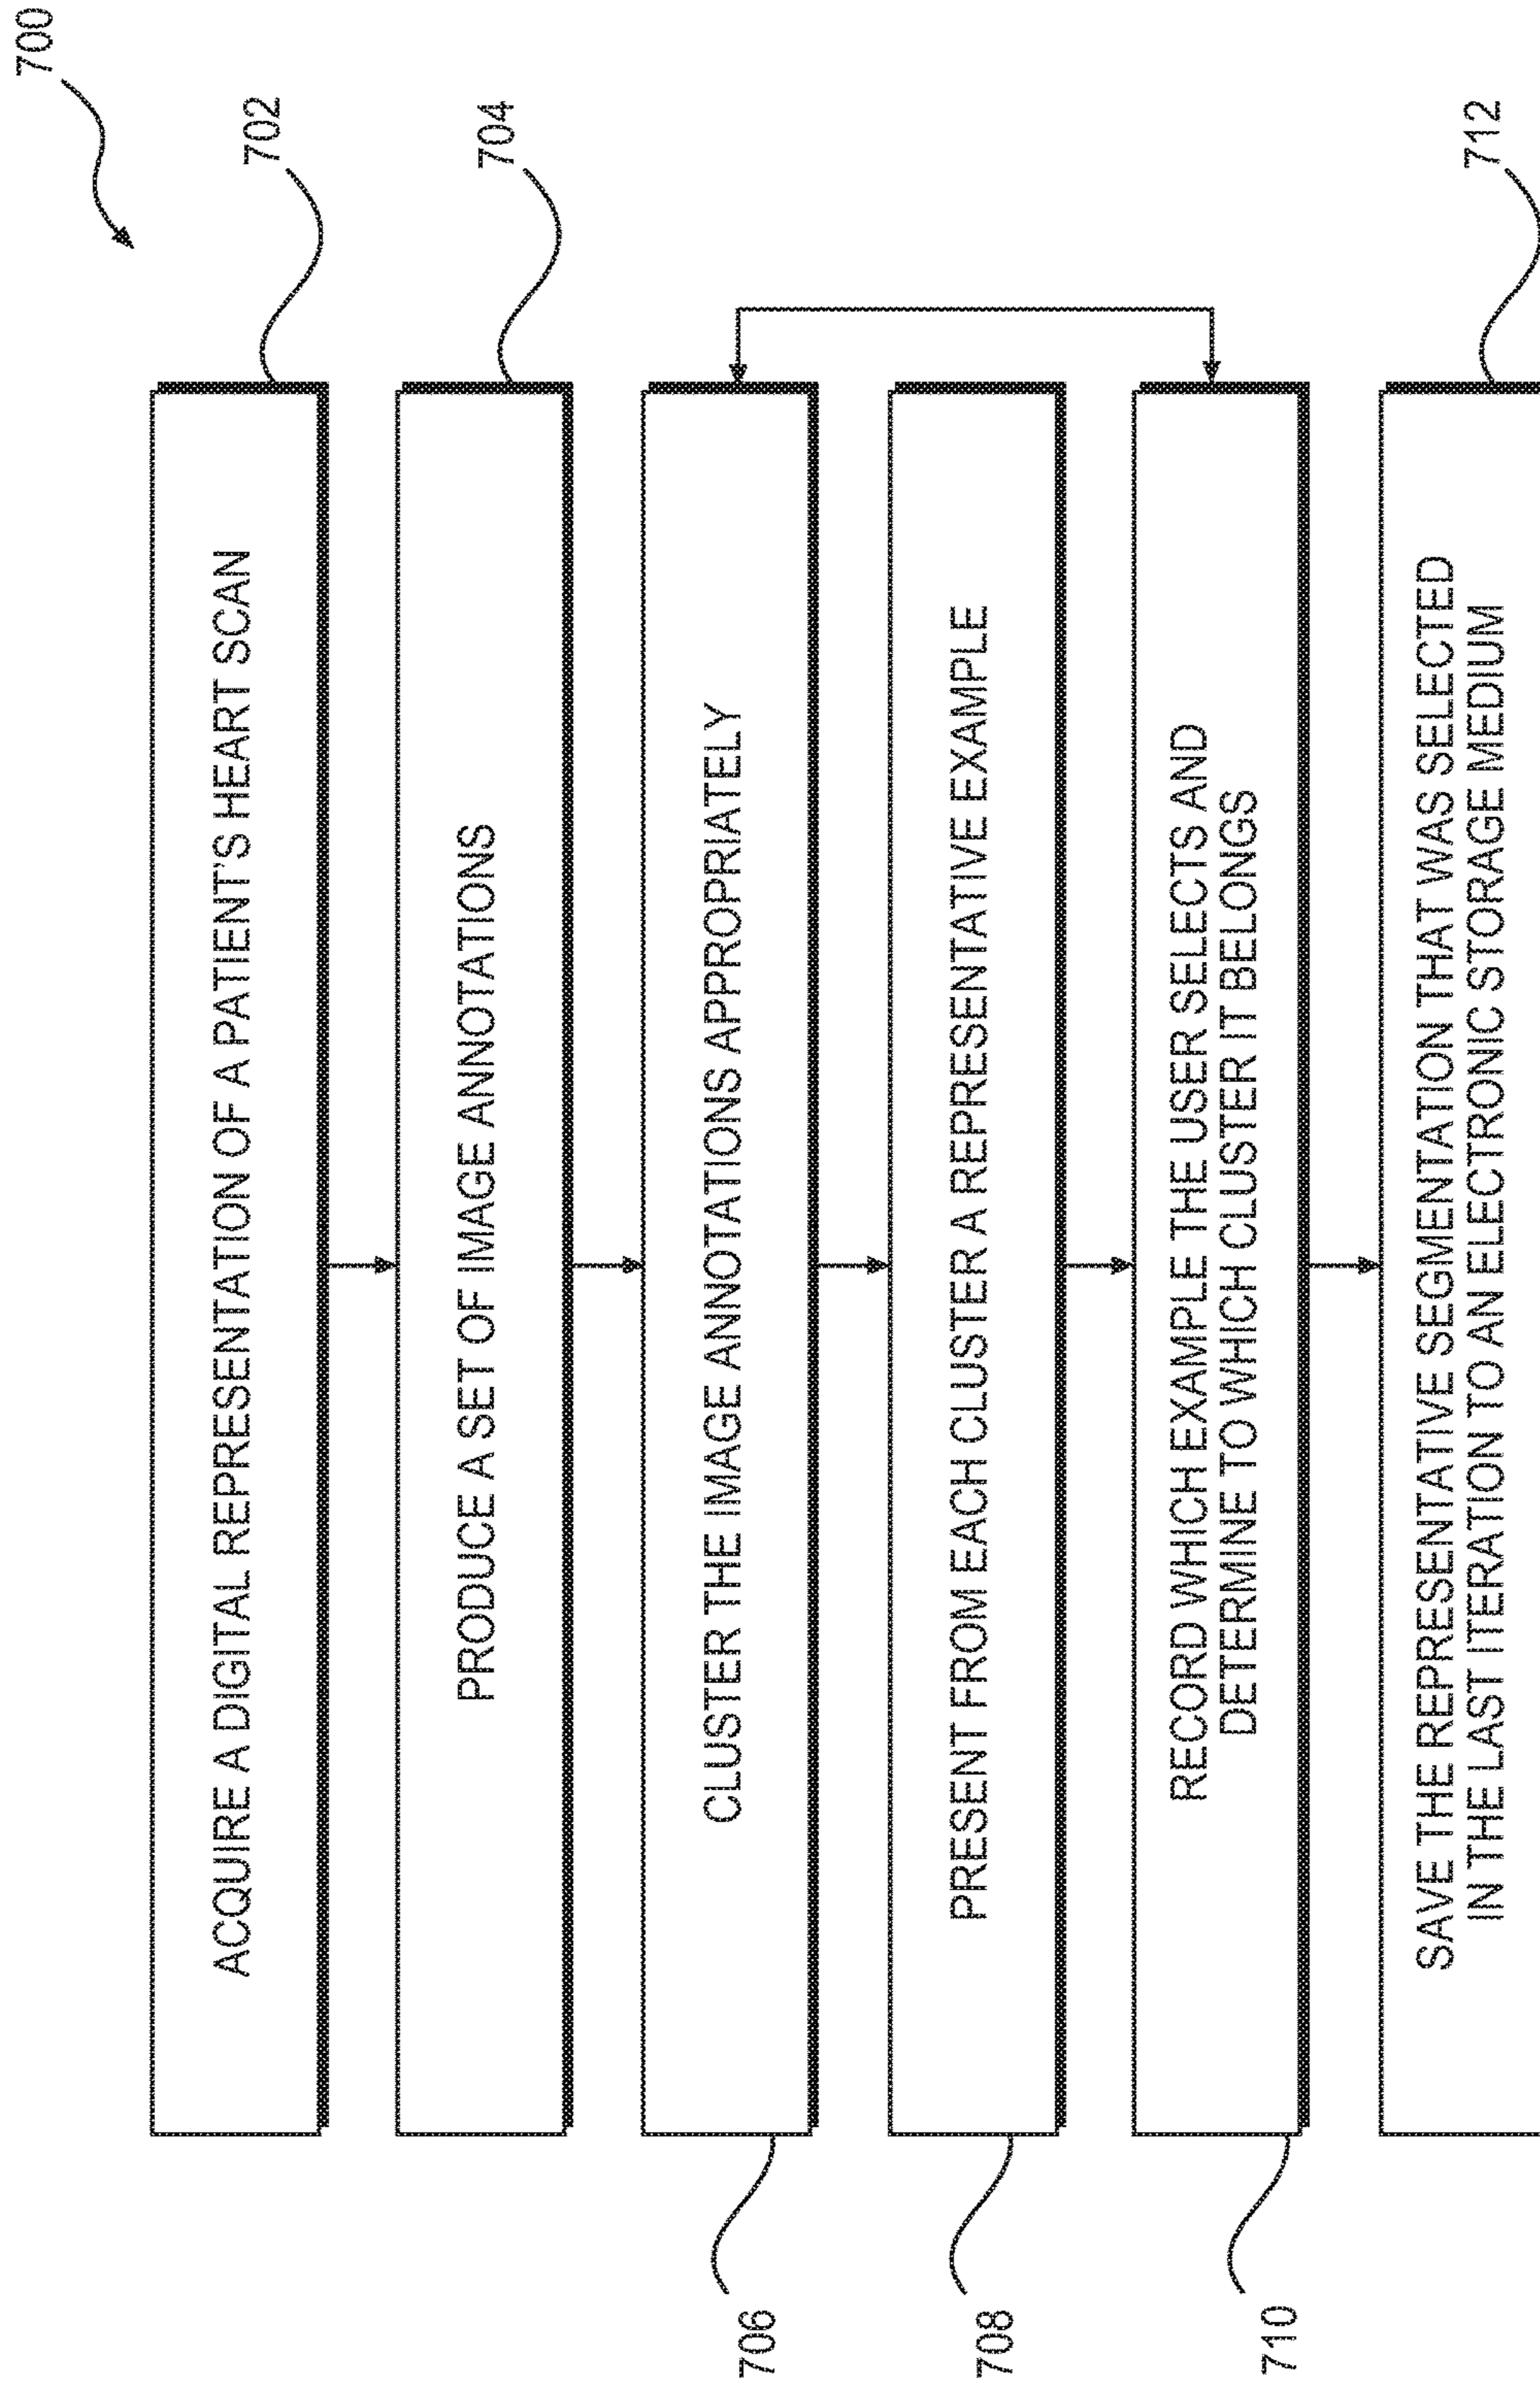 700
702
ACQUIRE A DIGITAL REPRESENTATION OF A PATIENT'S HEART SCAN
704
PRODUCE A SET OF IMAGE ANNOTATIONS
706
CLUSTER THE IMAGE ANNOTATIONS APPROPRIATELY
708
PRESENT FROM EACH CLUSTER A REPRESENTATIVE EXAMPLE
710
RECORD WHICH EXAMPLE THE USER SELECTS AND
DETERMINE TO WHICH CLUSTER IT BELONGS
712
SAVE THE REPRESENTATIVE SEGMENTATION THAT WAS SELECTED
IN THE LAST ITERATION TO AN ELECTRONIC STORAGE MEDIUM